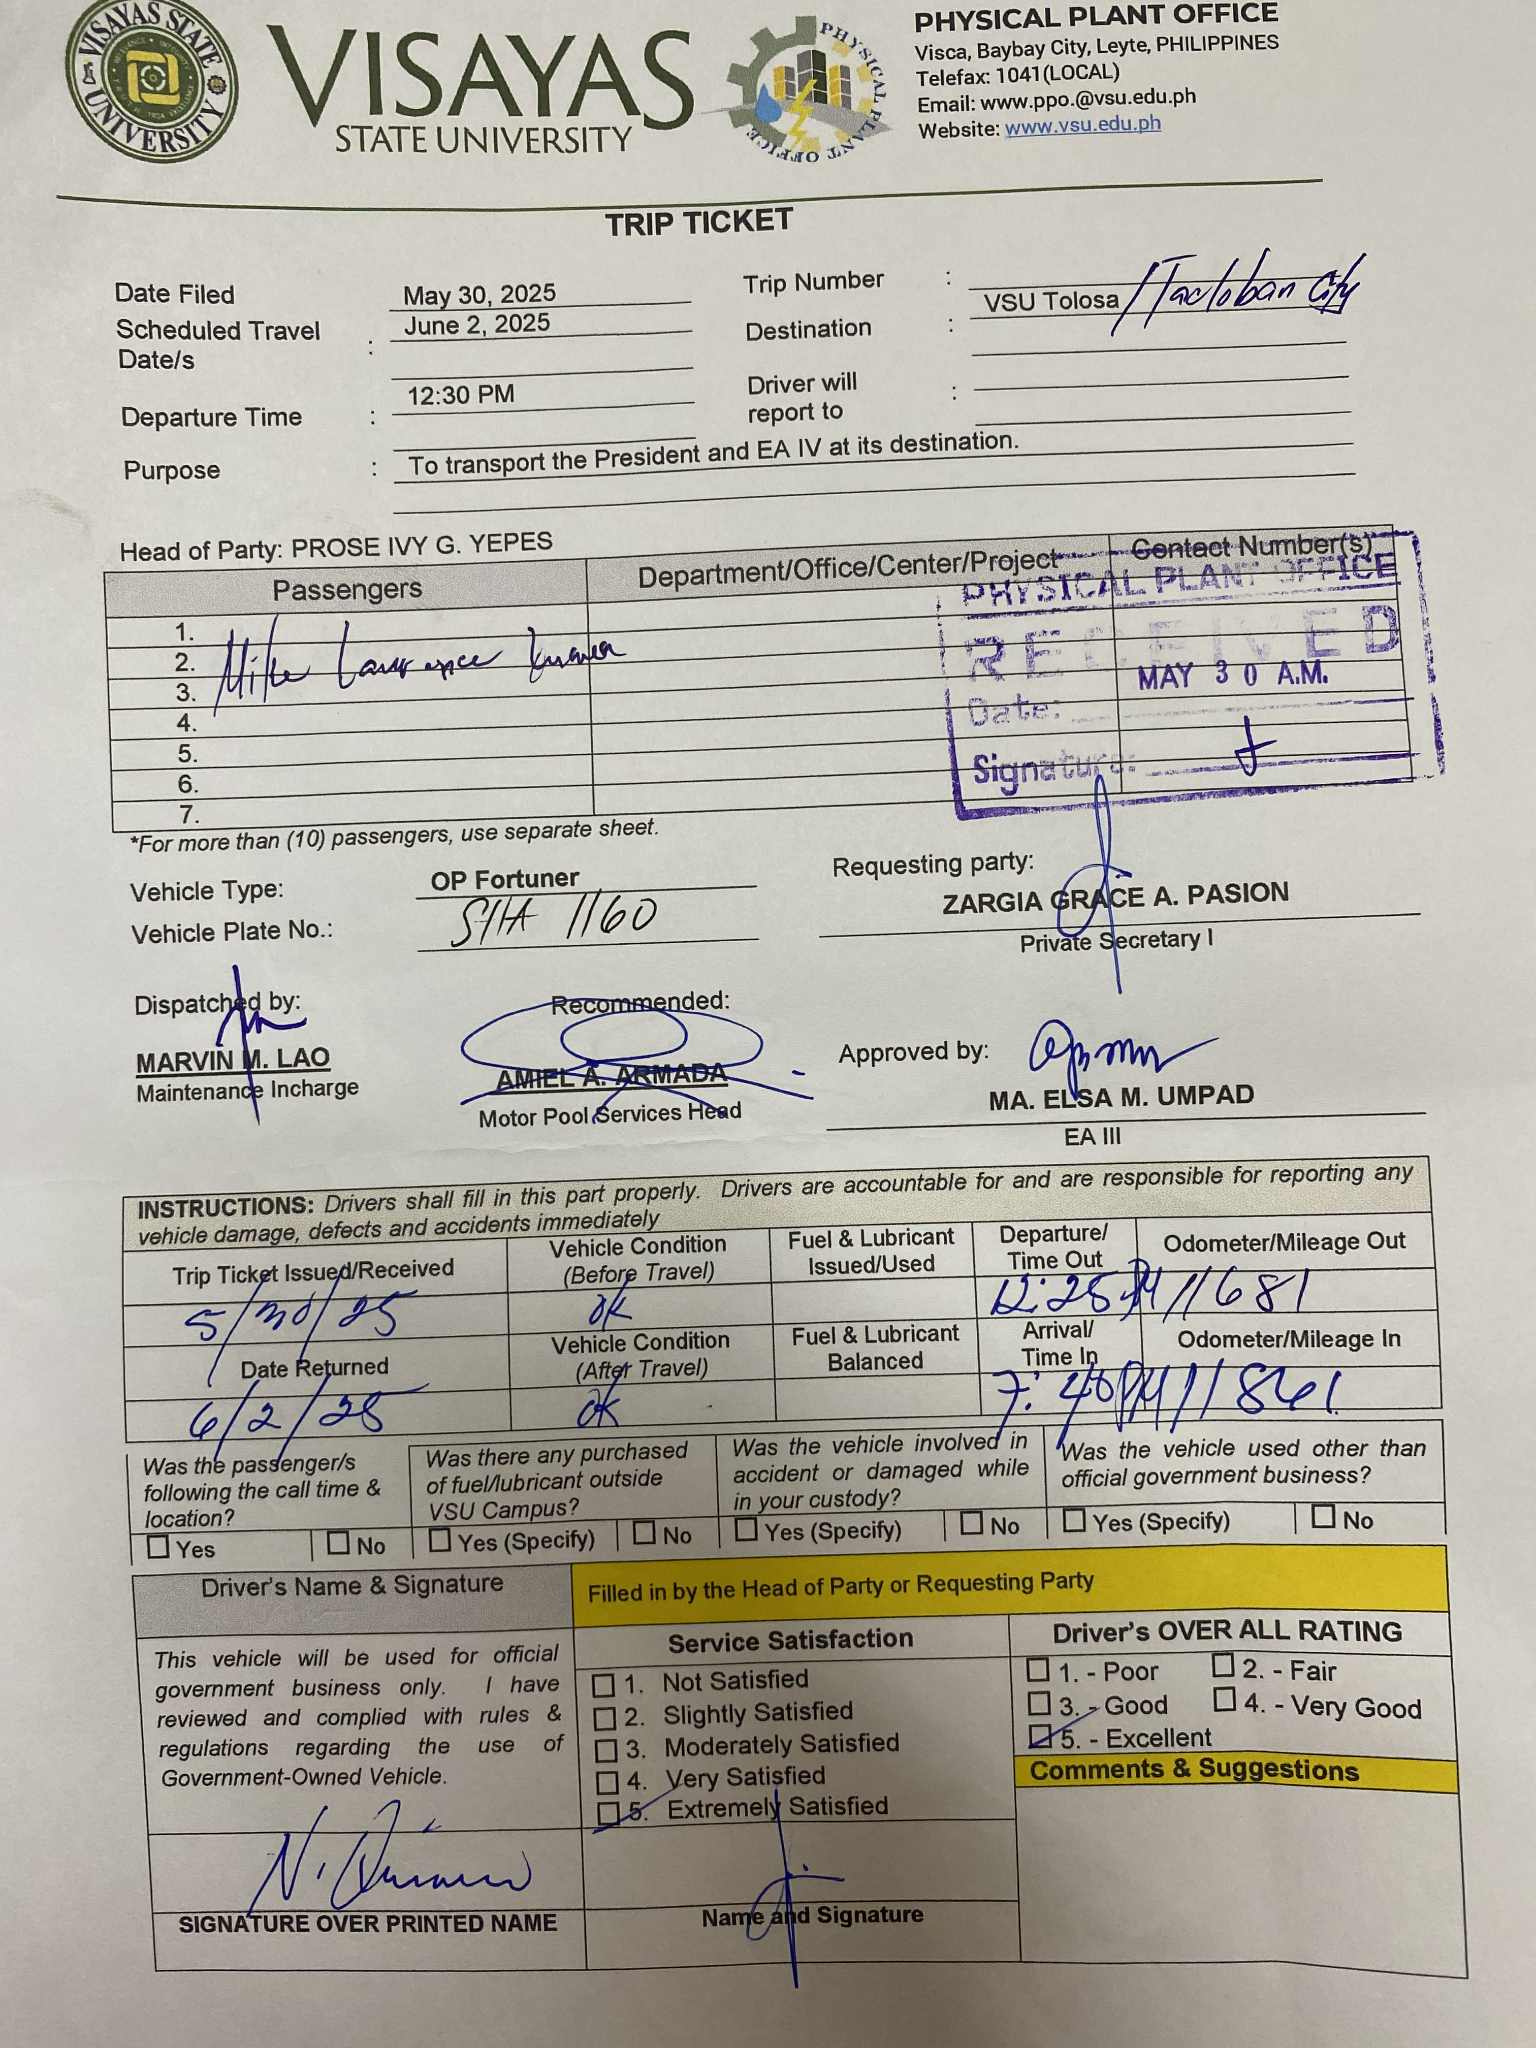 VISAYAS STATE UNIVERSITY
VISAYAS
STATE UNIVERSITY
PHYSICAL PLANT OFFICE
PHYSICAL PLANT OFFICE
Visca, Baybay City, Leyte, PHILIPPINES
Telefax: 1041(LOCAL)
Email: www.ppo.@vsu.edu.ph
Website: www.vsu.edu.ph
TRIP TICKET
Date Filed May 30, 2025
Trip Number :
Scheduled Travel Date/s : June 2, 2025
Destination : VSU Tolosa / Tacloban City
Departure Time : 12:30 PM
Driver will report to :
Purpose : To transport the President and EA IV at its destination.
Head of Party: PROSE IVY G. YEPES
Passengers Department/Office/Center/Project Contact Number(s)
1.
2. Mike
3.
4.
5.
6.
7.
PHYSICAL PLANT OFFICE
RECEIVED
MAY 30 A.M.
Date:
Signature:
*For more than (10) passengers, use separate sheet.
Vehicle Type: OP Fortuner
Vehicle Plate No.: SHA 1160
Requesting party:
ZARGIA GRACE A. PASION
Private Secretary I
Dispatched by:
MARVIN M. LAO
Maintenance Incharge
Recommended:
AMIEL A. ARMADA
Motor Pool Services Head
Approved by:
MA. ELSA M. UMPAD
EA III
INSTRUCTIONS: Drivers shall fill in this part properly. Drivers are accountable for and are responsible for reporting any
vehicle damage, defects and accidents immediately
Trip Ticket Issued/Received
Vehicle Condition (Before Travel)
Fuel & Lubricant Issued/Used
Departure/ Time Out
Odometer/Mileage Out
5/30/25 ok 12:25 PM 11681
Date Returned
Vehicle Condition (After Travel)
Fuel & Lubricant Balanced
Arrival/ Time In
Odometer/Mileage In
6/2/25 ok 7:40 PM 11861
Was the passenger/s following the call time & location?
Was there any purchased of fuel/lubricant outside VSU Campus?
Was the vehicle involved in accident or damaged while in your custody?
Was the vehicle used other than official government business?
Yes No Yes (Specify) No Yes (Specify) No Yes (Specify) No
Driver's Name & Signature
Filled in by the Head of Party or Requesting Party
This vehicle will be used for official
government business only. I have
reviewed and complied with rules &
regulations regarding the use of
Government-Owned Vehicle.
SIGNATURE OVER PRINTED NAME
Service Satisfaction
1. Not Satisfied
2. Slightly Satisfied
3. Moderately Satisfied
4. Very Satisfied
5. Extremely Satisfied
Name and Signature
Driver's OVER ALL RATING
1. - Poor 2. - Fair
3. - Good 4. - Very Good
5. - Excellent
Comments & Suggestions